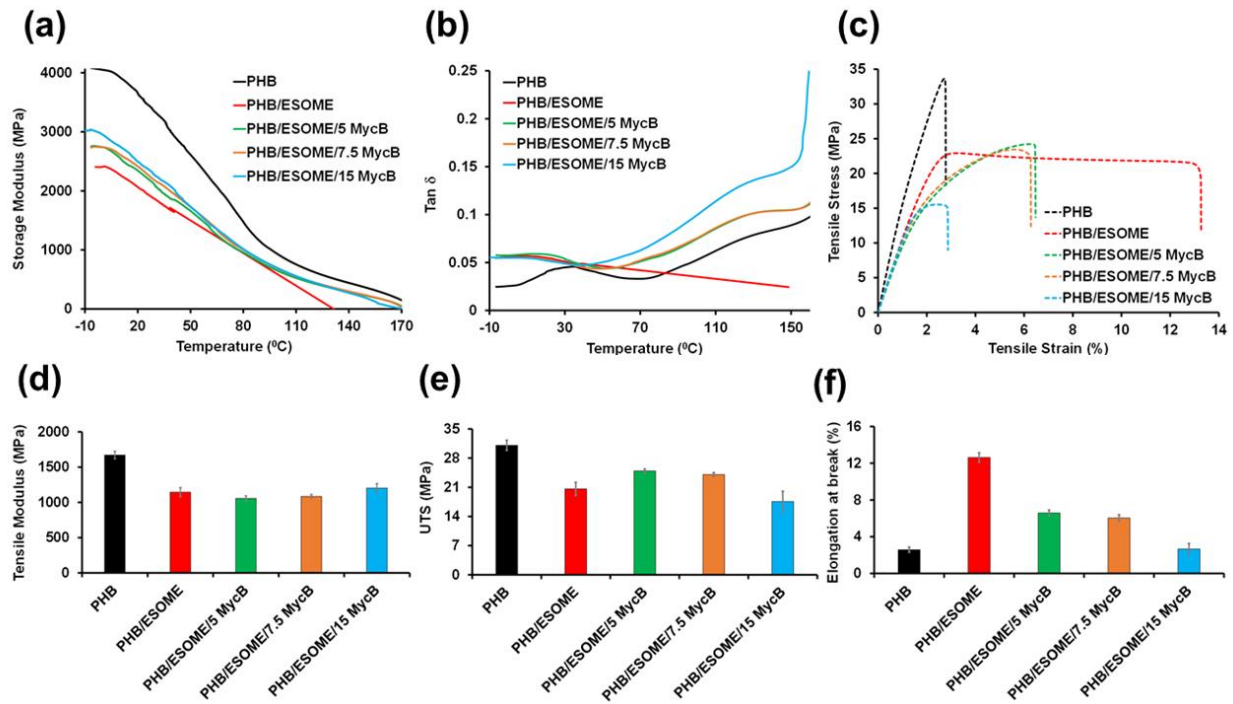 (a)
Storage Modulus (MPa)
4000
3000
2000
1000
0
-10
20
50
80
110
140
170
Temperature (⁰C)
PHB
PHB/ESOME
PHB/ESOME/5 MycB
PHB/ESOME/7.5 MycB
PHB/ESOME/15 MycB
(b)
Tan δ
0.25
0.2
0.15
0.1
0.05
0
-10
30
70
110
150
Temperature (⁰C)
PHB
PHB/ESOME
PHB/ESOME/5 MycB
PHB/ESOME/7.5 MycB
PHB/ESOME/15 MycB
(c)
Tensile Stress (MPa)
35
30
25
20
15
10
5
0
0
2
4
6
8
10
12
14
Tensile Strain (%)
PHB
PHB/ESOME
PHB/ESOME/5 MycB
PHB/ESOME/7.5 MycB
PHB/ESOME/15 MycB
(d)
Tensile Modulus (MPa)
2000
1500
1000
500
0
PHB
PHB/ESOME
PHB/ESOME/5 MycB
PHB/ESOME/7.5 MycB
PHB/ESOME/15 MycB
(e)
UTS (MPa)
35
28
21
14
7
0
PHB
PHB/ESOME
PHB/ESOME/5 MycB
PHB/ESOME/7.5 MycB
PHB/ESOME/15 MycB
(f)
Elongation at break (%)
16
12
8
4
0
PHB
PHB/ESOME
PHB/ESOME/5 MycB
PHB/ESOME/7.5 MycB
PHB/ESOME/15 MycB